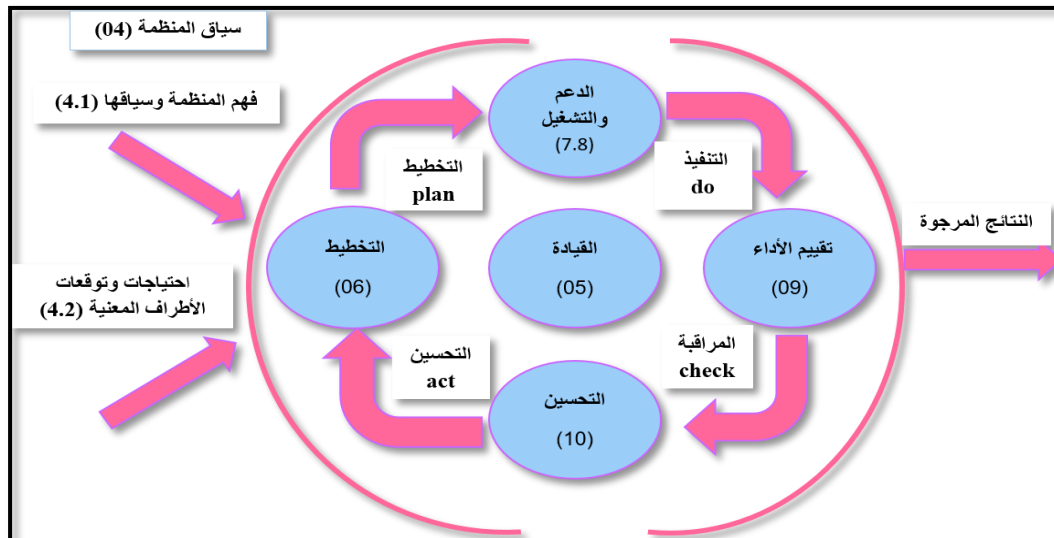 سياق المنظمة (04)
فهم المنظمة وسياقها (4.1)
احتياجات وتوقعات
الأطراف المعنية (4.2)
الدعم
والتشغيل
(7.8)
التخطيط
plan
التنفيذ
do
التخطيط
(06)
القيادة
(05)
تقييم الأداء
(09)
النتائج المرجوة
التحسين
act
المراقبة
check
التحسين
(10)